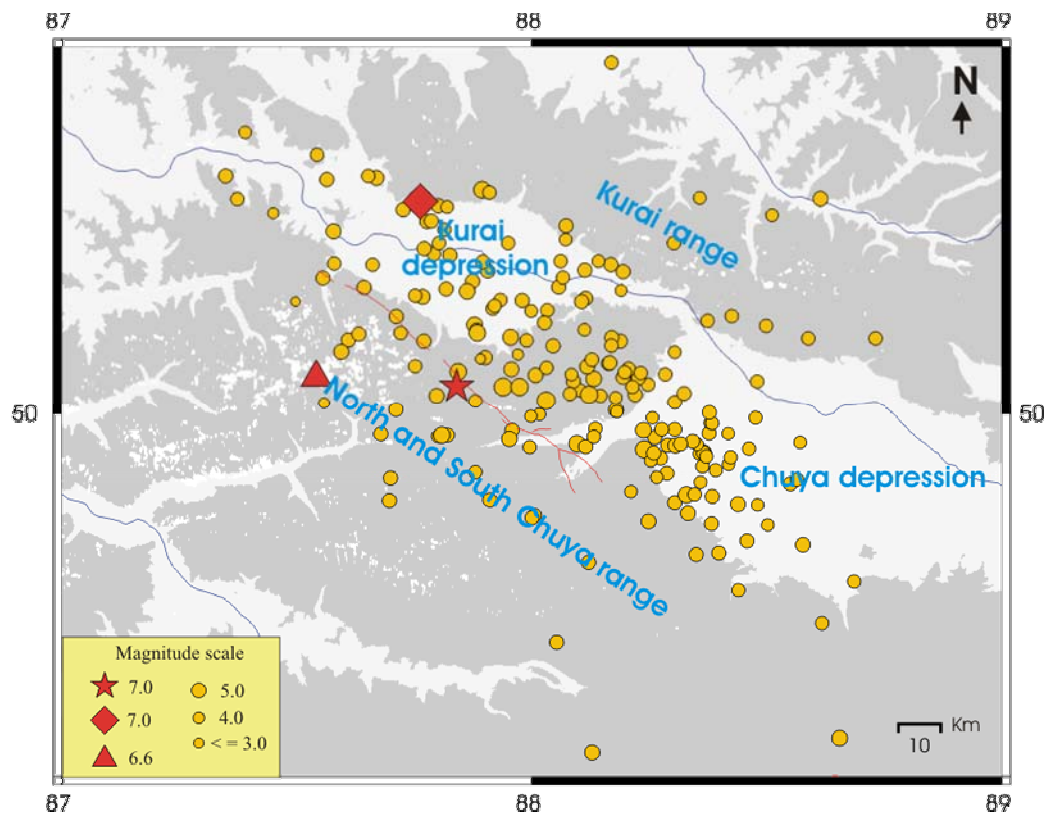 87 88 89
N
Kurai range
Kurai
depression
50 50
North and South Chuya range
Chuya depression
Magnitude scale
7.0 5.0
7.0 4.0
6.6 < = 3.0
Km
10
87 88 89